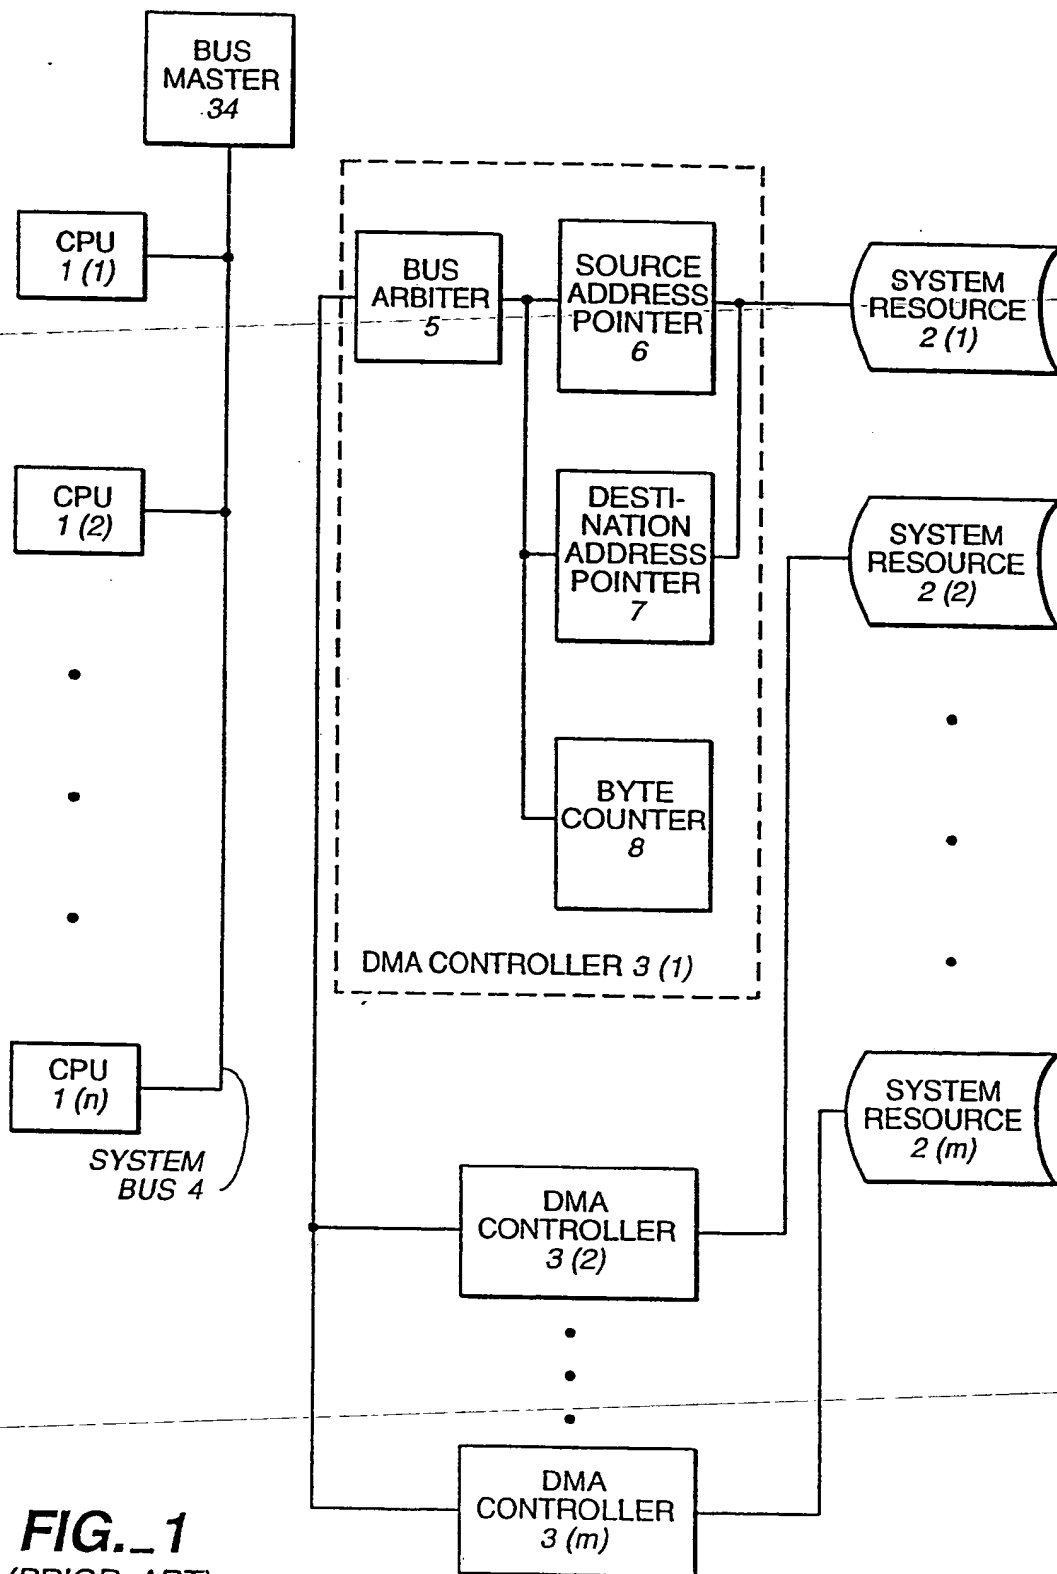 BUS
MASTER
34
CPU
1 (1)
BUS
ARBITER
5
SOURCE
ADDRESS
POINTER
6
SYSTEM
RESOURCE
2 (1)
CPU
1 (2)
DESTI-
NATION
ADDRESS
POINTER
7
SYSTEM
RESOURCE
2 (2)
BYTE
COUNTER
8
DMA CONTROLLER 3 (1)
CPU
1 (n)
SYSTEM
BUS 4
SYSTEM
RESOURCE
2 (m)
DMA
CONTROLLER
3 (2)
DMA
CONTROLLER
3 (m)
FIG._1
(PRIOR ART)